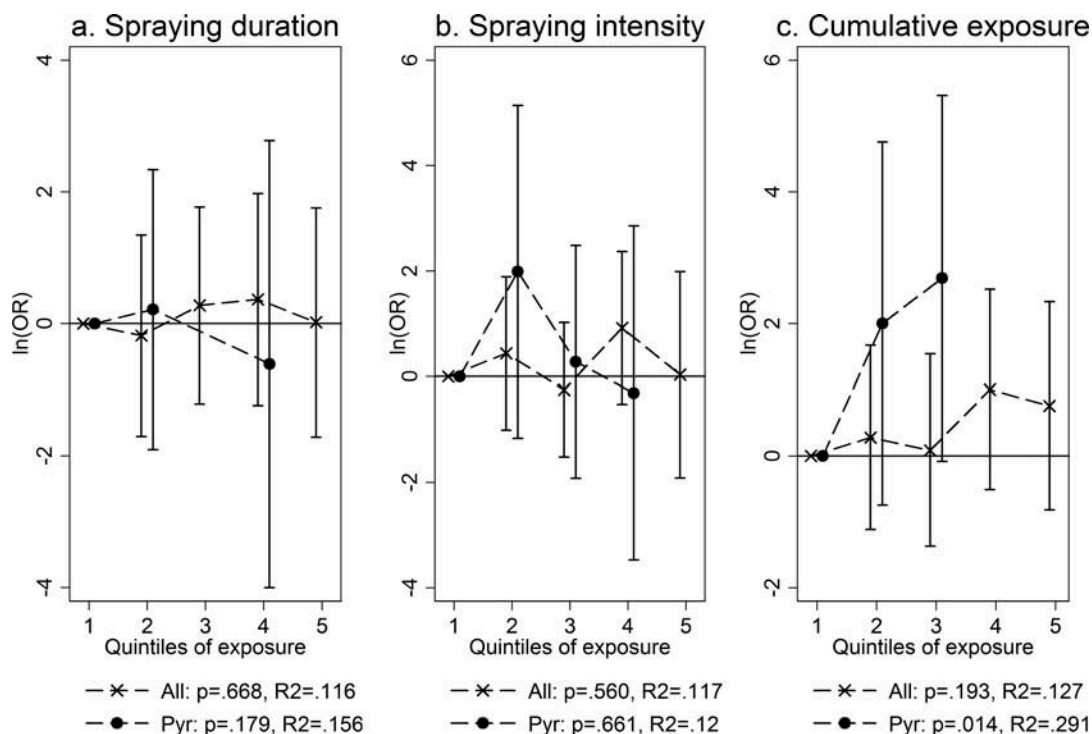 a. Spraying duration
4
2
0
-2
-4
ln(OR)
1 2 3 4 5
Quintiles of exposure
All: p=.668, R2=.116
Pyr: p=.179, R2=.156
b. Spraying intensity
6
4
2
0
-2
-4
ln(OR)
1 2 3 4 5
Quintiles of exposure
All: p=.560, R2=.117
Pyr: p=.661, R2=.12
c. Cumulative exposure
6
4
2
0
-2
ln(OR)
1 2 3 4 5
Quintiles of exposure
All: p=.193, R2=.127
Pyr: p=.014, R2=.291